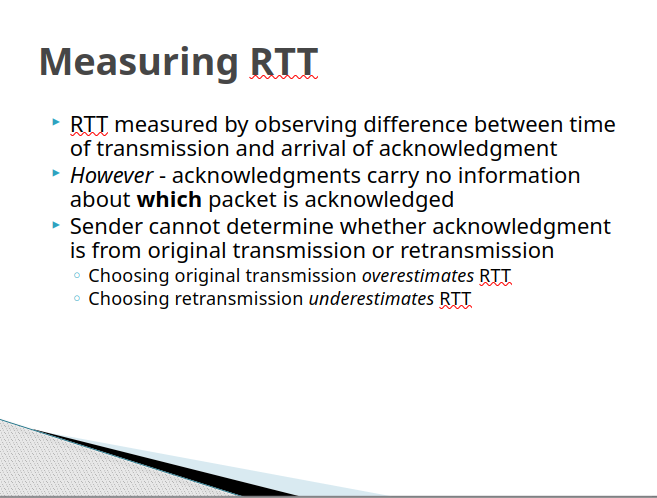 Measuring RTT
RTT measured by observing difference between time
of transmission and arrival of acknowledgment
However - acknowledgments carry no information
about which packet is acknowledged
Sender cannot determine whether acknowledgment
is from original transmission or retransmission
Choosing original transmission overestimates RTT
Choosing retransmission underestimates RTT